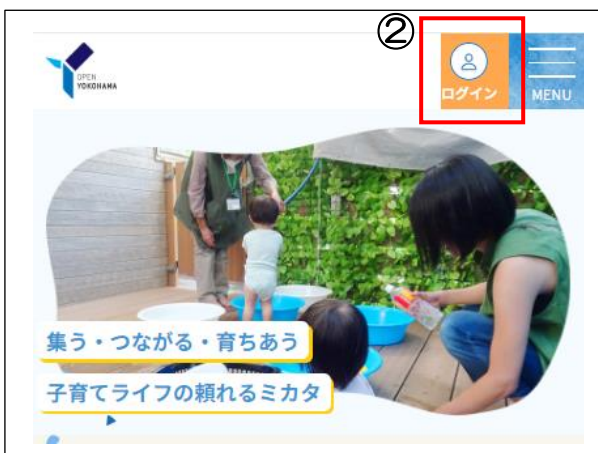 ②
OPEN
YOKOHAMA
ログイン
MENU
集う・つながる・育ちあう
子育てライフの頼れるミカタ